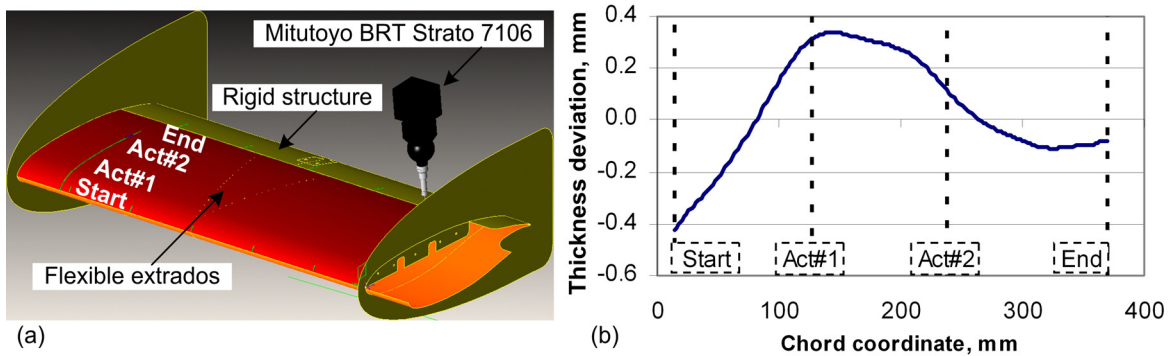 Mitutoyo BRT Strato 7106
Rigid structure
End
Act#2
Act#1
Start
Flexible extrados
(a)
Thickness deviation, mm
0.4
0.2
0.0
-0.2
-0.4
-0.6
Start
Act#1
Act#2
End
0
100
200
300
400
Chord coordinate, mm
(b)